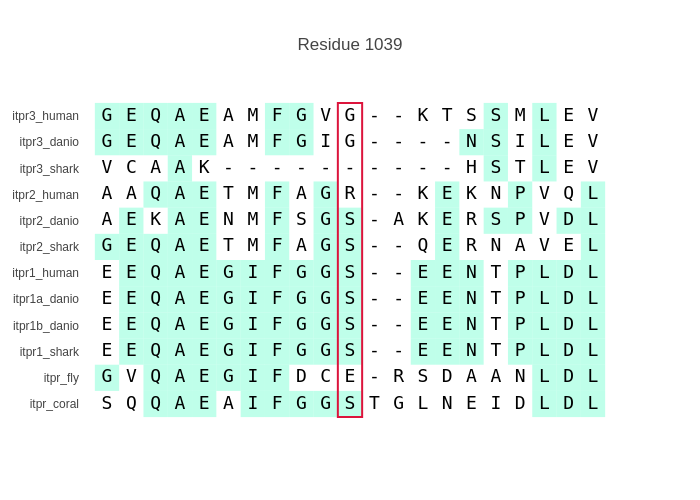 Residue 1039
itpr3_human G E Q A E A M F G V G - - K T S S M L E V
itpr3_danio G E Q A E A M F G I G - - - - N S I L E V
itpr3_shark V C A A K - - - - - - - - - - H S T L E V
itpr2_human A A Q A E T M F A G R - - K E K N P V Q L
itpr2_danio A E K A E N M F S G S - A K E R S P V D L
itpr2_shark G E Q A E T M F A G S - - Q E R N A V E L
itpr1_human E E Q A E G I F G G S - - E E N T P L D L
itpr1a_danio E E Q A E G I F G G S - - E E N T P L D L
itpr1b_danio E E Q A E G I F G G S - - E E N T P L D L
itpr1_shark E E Q A E G I F G G S - - E E N T P L D L
itpr_fly G V Q A E G I F D C E - R S D A A N L D L
itpr_coral S Q Q A E A I F G G S T G L N E I D L D L